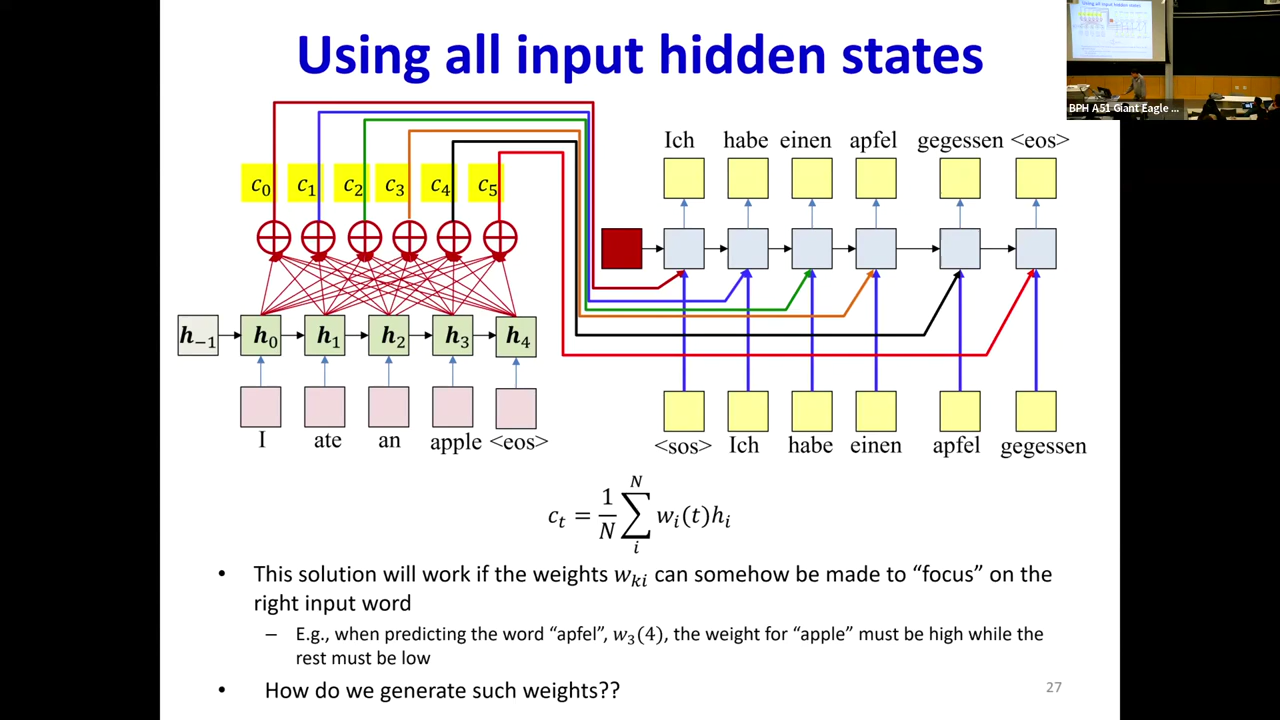 Using all input hidden states
BPH A51 Giant Eagle ...
Ich habe einen apfel gegessen <eos>
c₀ c₁ c₂ c₃ c₄ c₅
h₋₁ h₀ h₁ h₂ h₃ h₄
I ate an apple <eos>
<sos> Ich habe einen apfel gegessen
c_t = 1/N ∑_i^N w_i(t)h_i
• This solution will work if the weights w_ki can somehow be made to “focus” on the
right input word
– E.g., when predicting the word “apfel”, w₃(4), the weight for “apple” must be high while the
rest must be low
• How do we generate such weights??
27